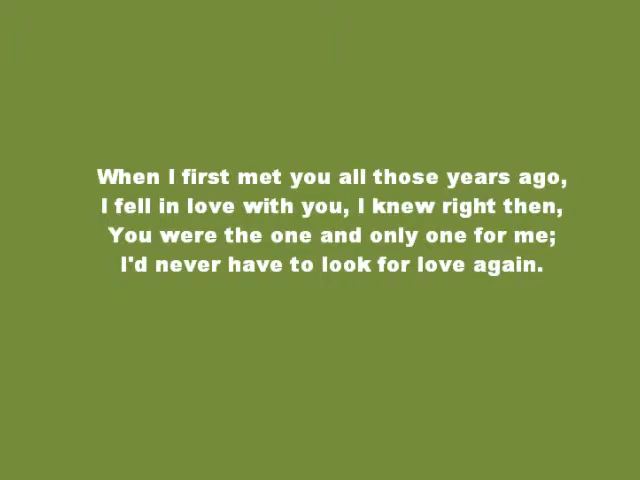 When I first met you all those years ago,
I fell in love with you, I knew right then,
You were the one and only one for me;
I'd never have to look for love again.